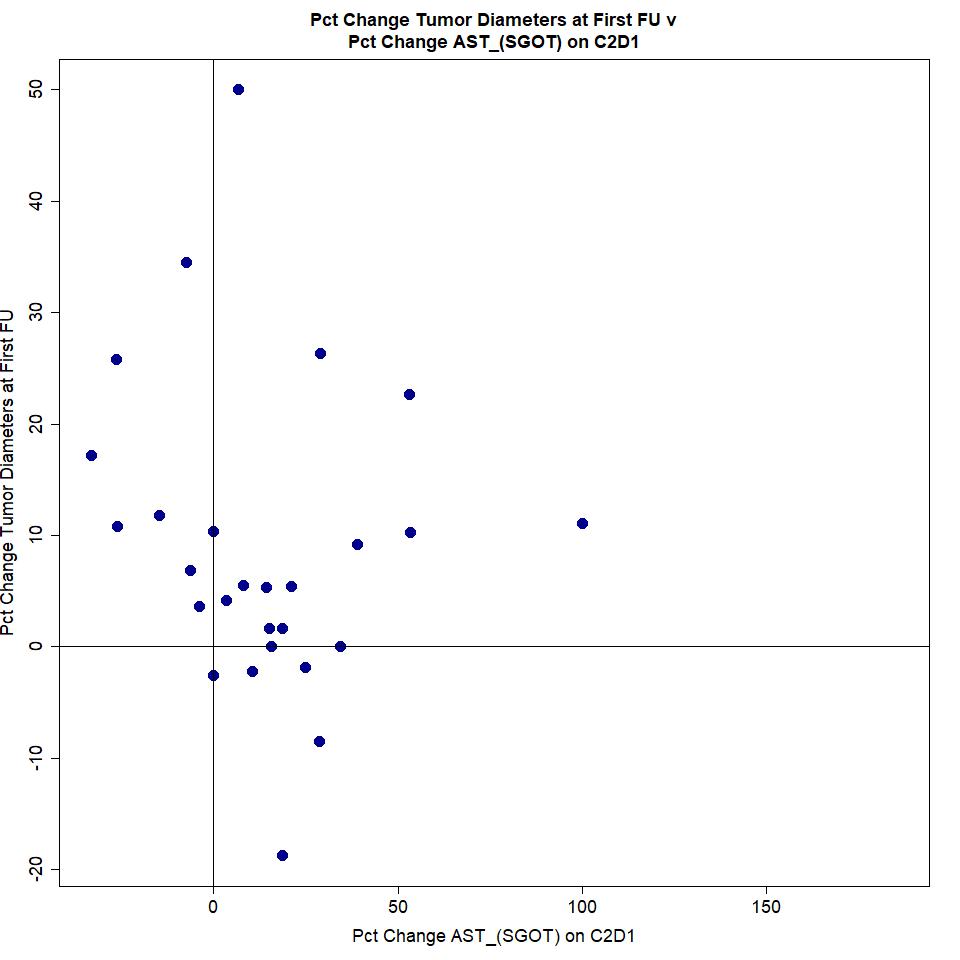 Pct Change Tumor Diameters at First FU v
Pct Change AST_(SGOT) on C2D1
Pct Change Tumor Diameters at First FU
50
40
30
20
10
0
-10
-20
0 50 100 150
Pct Change AST_(SGOT) on C2D1